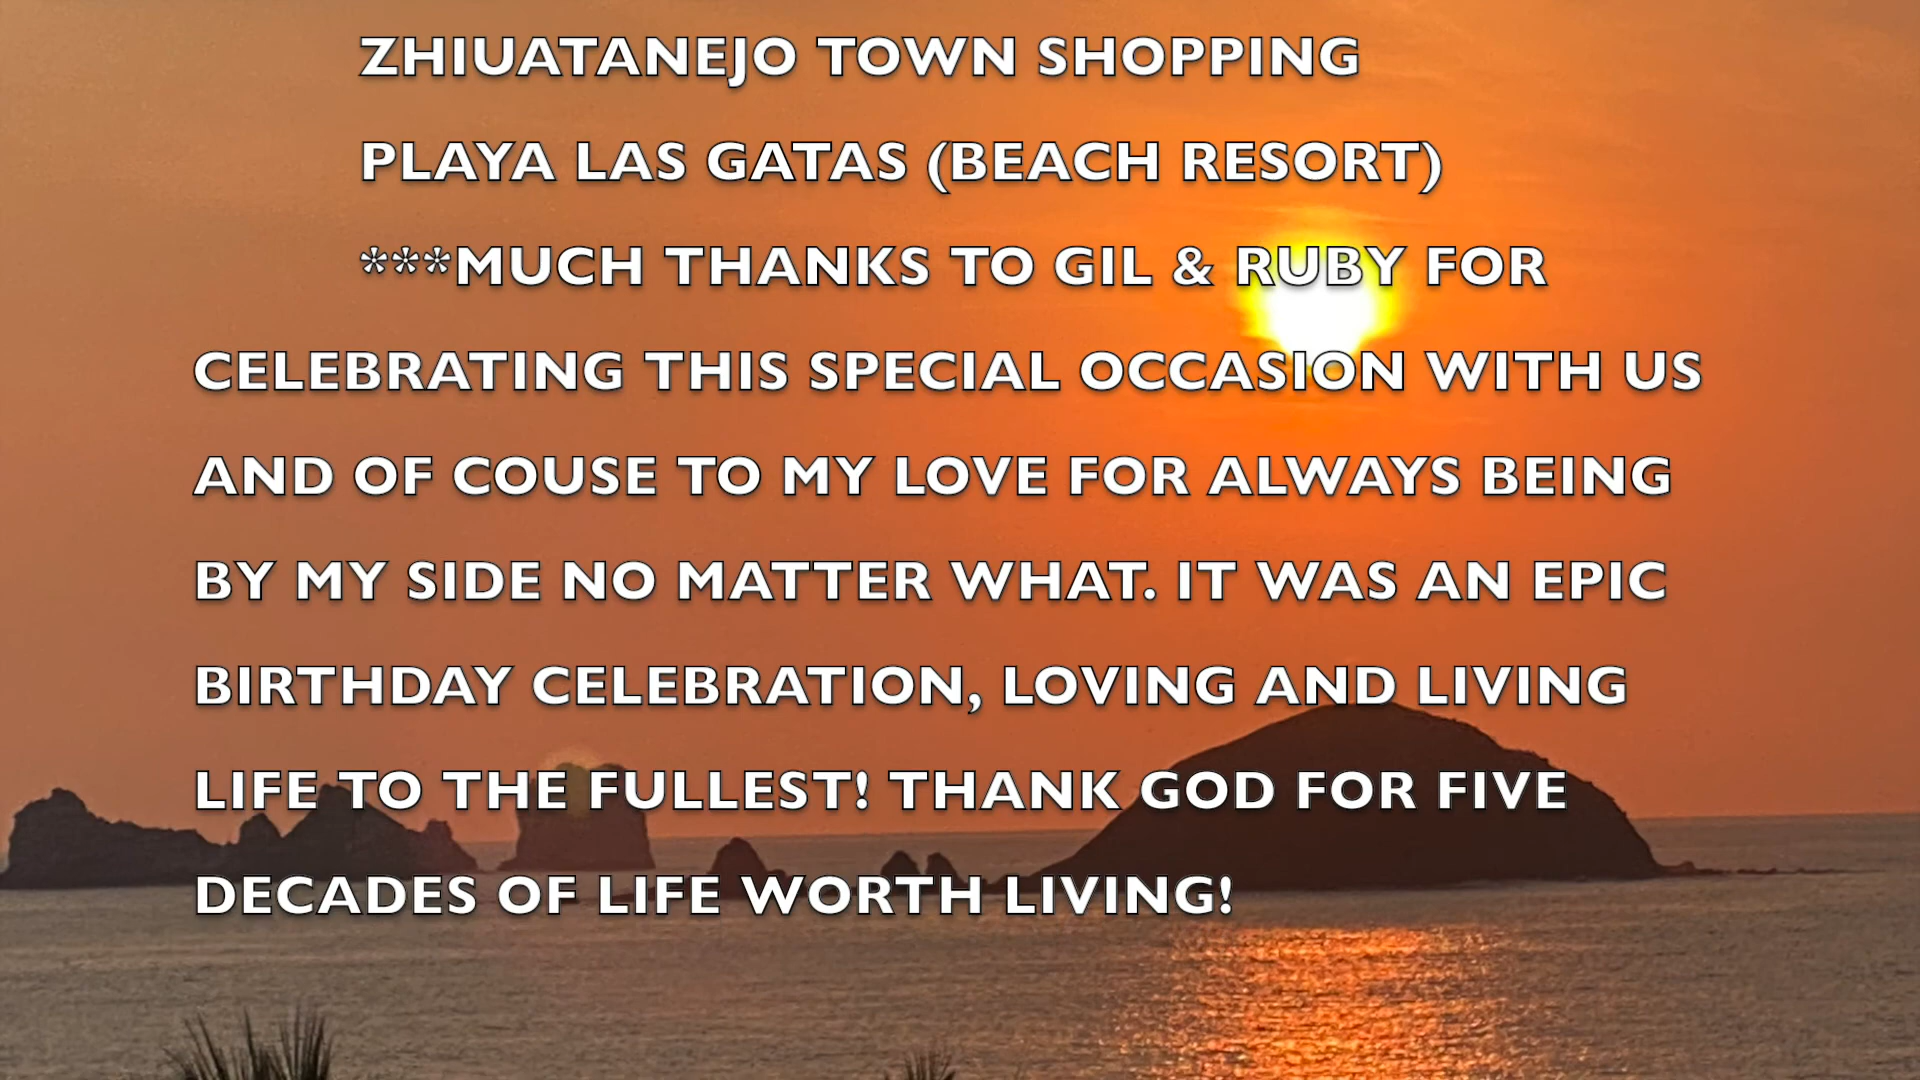 ZHIUATANEJO TOWN SHOPPING
PLAYA LAS GATAS (BEACH RESORT)
***MUCH THANKS TO GIL & RUBY FOR
CELEBRATING THIS SPECIAL OCCASION WITH US
AND OF COUSE TO MY LOVE FOR ALWAYS BEING
BY MY SIDE NO MATTER WHAT. IT WAS AN EPIC
BIRTHDAY CELEBRATION, LOVING AND LIVING
LIFE TO THE FULLEST! THANK GOD FOR FIVE
DECADES OF LIFE WORTH LIVING!